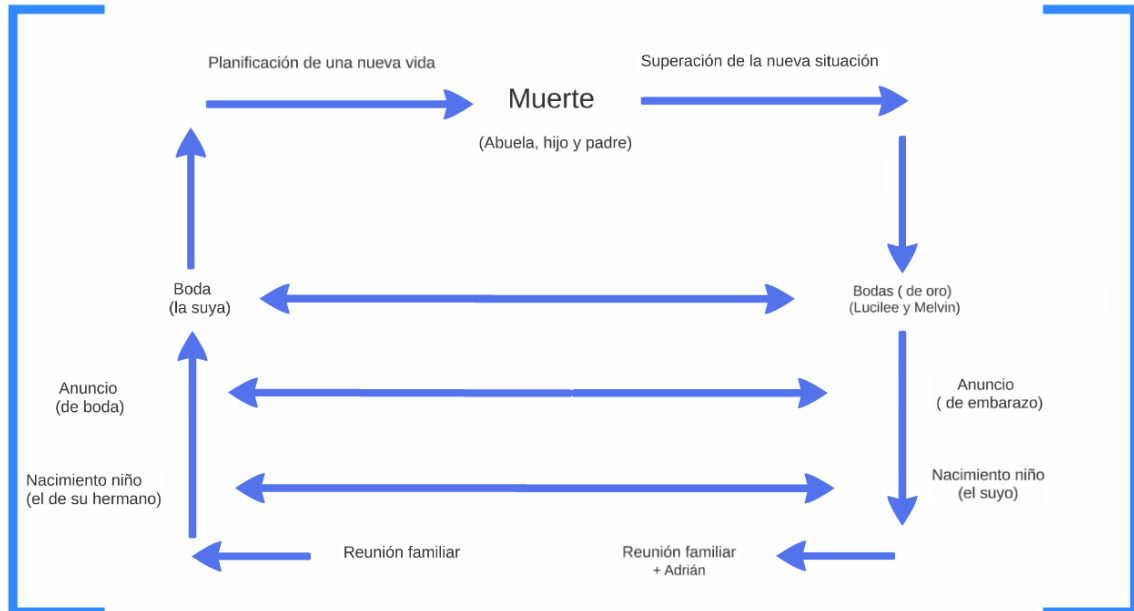 Planificación de una nueva vida
Superación de la nueva situación
Muerte
(Abuela, hijo y padre)
Boda
(la suya)
Bodas ( de oro)
(Lucilee y Melvin)
Anuncio
(de boda)
Anuncio
( de embarazo)
Nacimiento niño
(el de su hermano)
Nacimiento niño
(el suyo)
Reunión familiar
Reunión familiar
+ Adrián